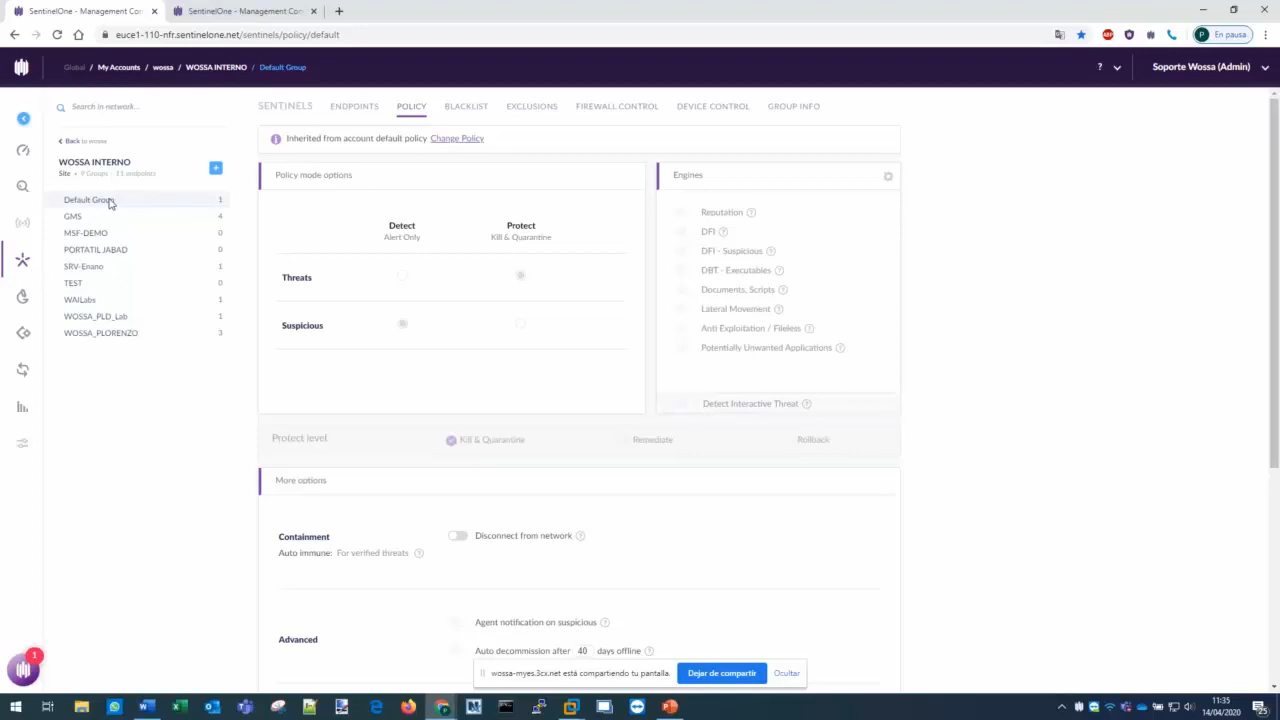 SentinelOne - Management Con
SentinelOne - Management Con
euce1-110-nfr.sentinelone.net/sentinels/policy/default
ABP
P En pausa
Global / My Accounts / wossa / WOSSA INTERNO / Default Group
?
Soporte Wossa (Admin)
Search in network...
SENTINELS ENDPOINTS POLICY BLACKLIST EXCLUSIONS FIREWALL CONTROL DEVICE CONTROL GROUP INFO
Inherited from account default policy Change Policy
Back to wossa
WOSSA INTERNO
Site • 9 Groups • 11 endpoints
Default Group 1
GMS 4
MSF-DEMO 0
PORTATIL JABAD 0
SRV-Enano 1
TEST 0
WAILabs 1
WOSSA_PLD_Lab 1
WOSSA_PLORENZO 3
Policy mode options
Detect
Alert Only
Protect
Kill & Quarantine
Threats
Suspicious
Engines
Reputation ?
DFI ?
DFI - Suspicious ?
DBT - Executables ?
Documents, Scripts ?
Lateral Movement ?
Anti Exploitation / Fileless ?
Potentially Unwanted Applications ?
Detect Interactive Threat ?
Protect level Kill & Quarantine Remediate Rollback
More options
Containment Disconnect from network ?
Auto immune: For verified threats ?
Advanced
Agent notification on suspicious ?
Auto decommission after 40 days offline ?
wossa-myes.3cx.net está compartiendo tu pantalla. Dejar de compartir Ocultar
1
11:35
14/04/2020
25